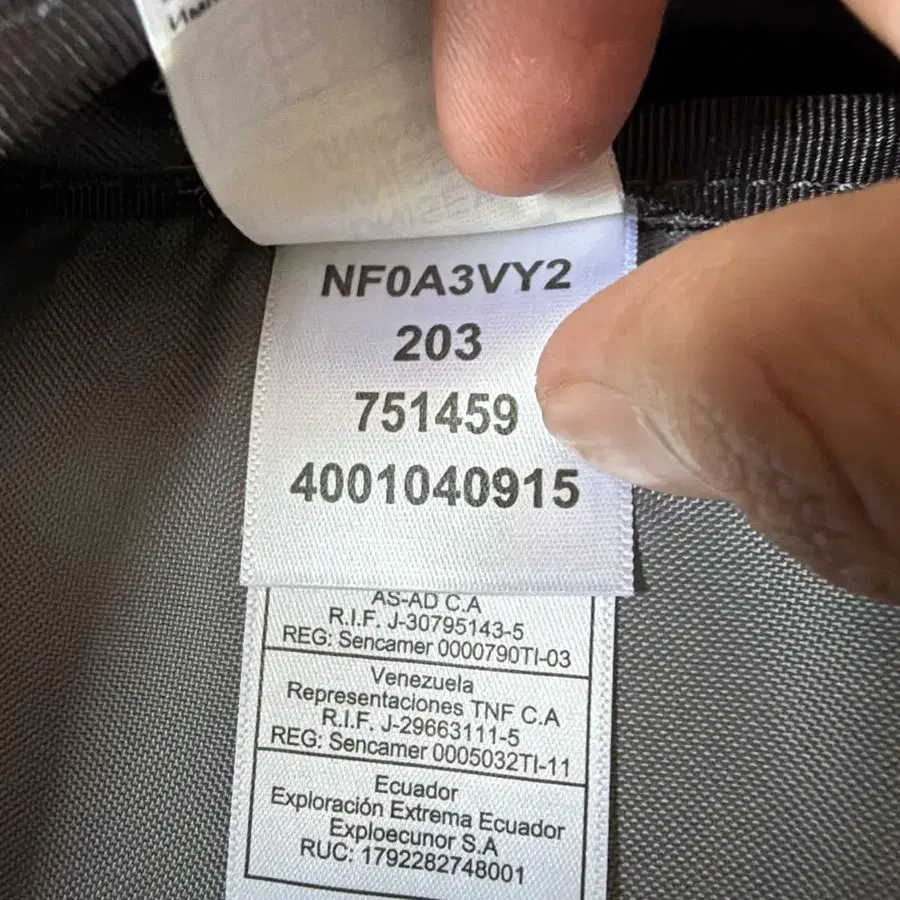 NF0A3VY2
203
751459
4001040915
AS-AD C.A
R.I.F. J-30795143-5
REG: Sencamer 0000790TI-03
Venezuela
Representaciones TNF C.A
R.I.F. J-29663111-5
REG: Sencamer 0005032TI-11
Ecuador
Exploración Extrema Ecuador
Exploecunor S.A
RUC: 1792282748001